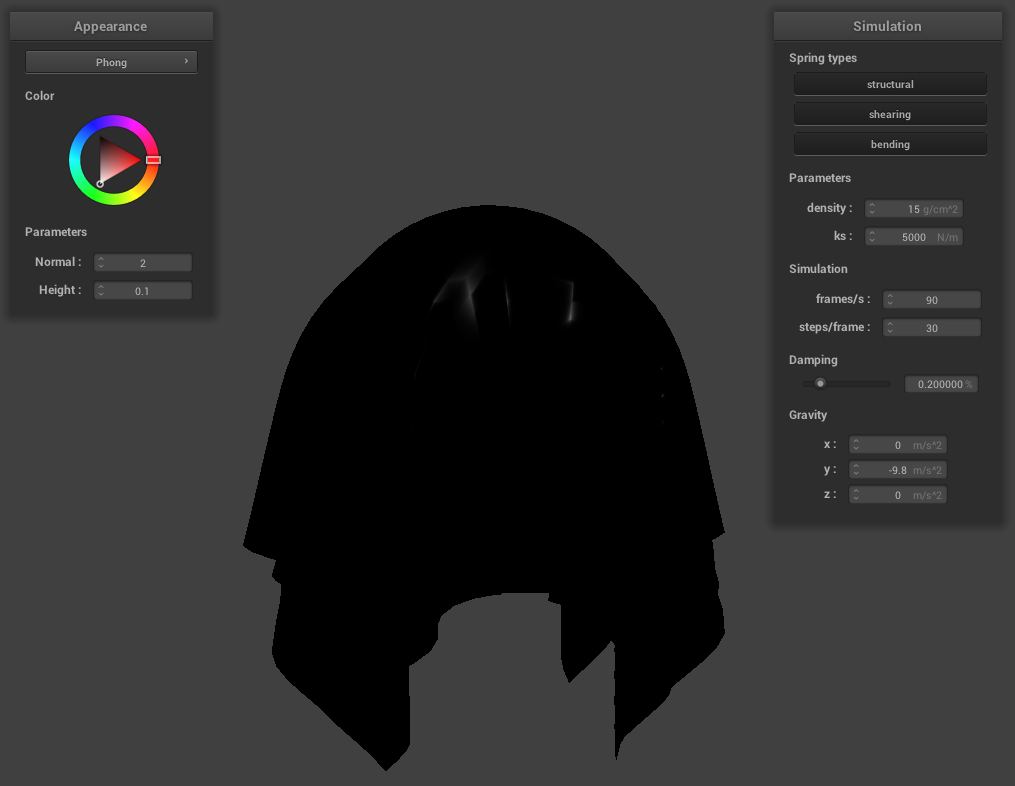 Appearance
Phong
Color
Parameters
Normal : 2
Height : 0.1
Simulation
Spring types
structural
shearing
bending
Parameters
density : 15 g/cm^2
ks : 5000 N/m
Simulation
frames/s : 90
steps/frame : 30
Damping
0.200000 %
Gravity
x : 0 m/s^2
y : -9.8 m/s^2
z : 0 m/s^2